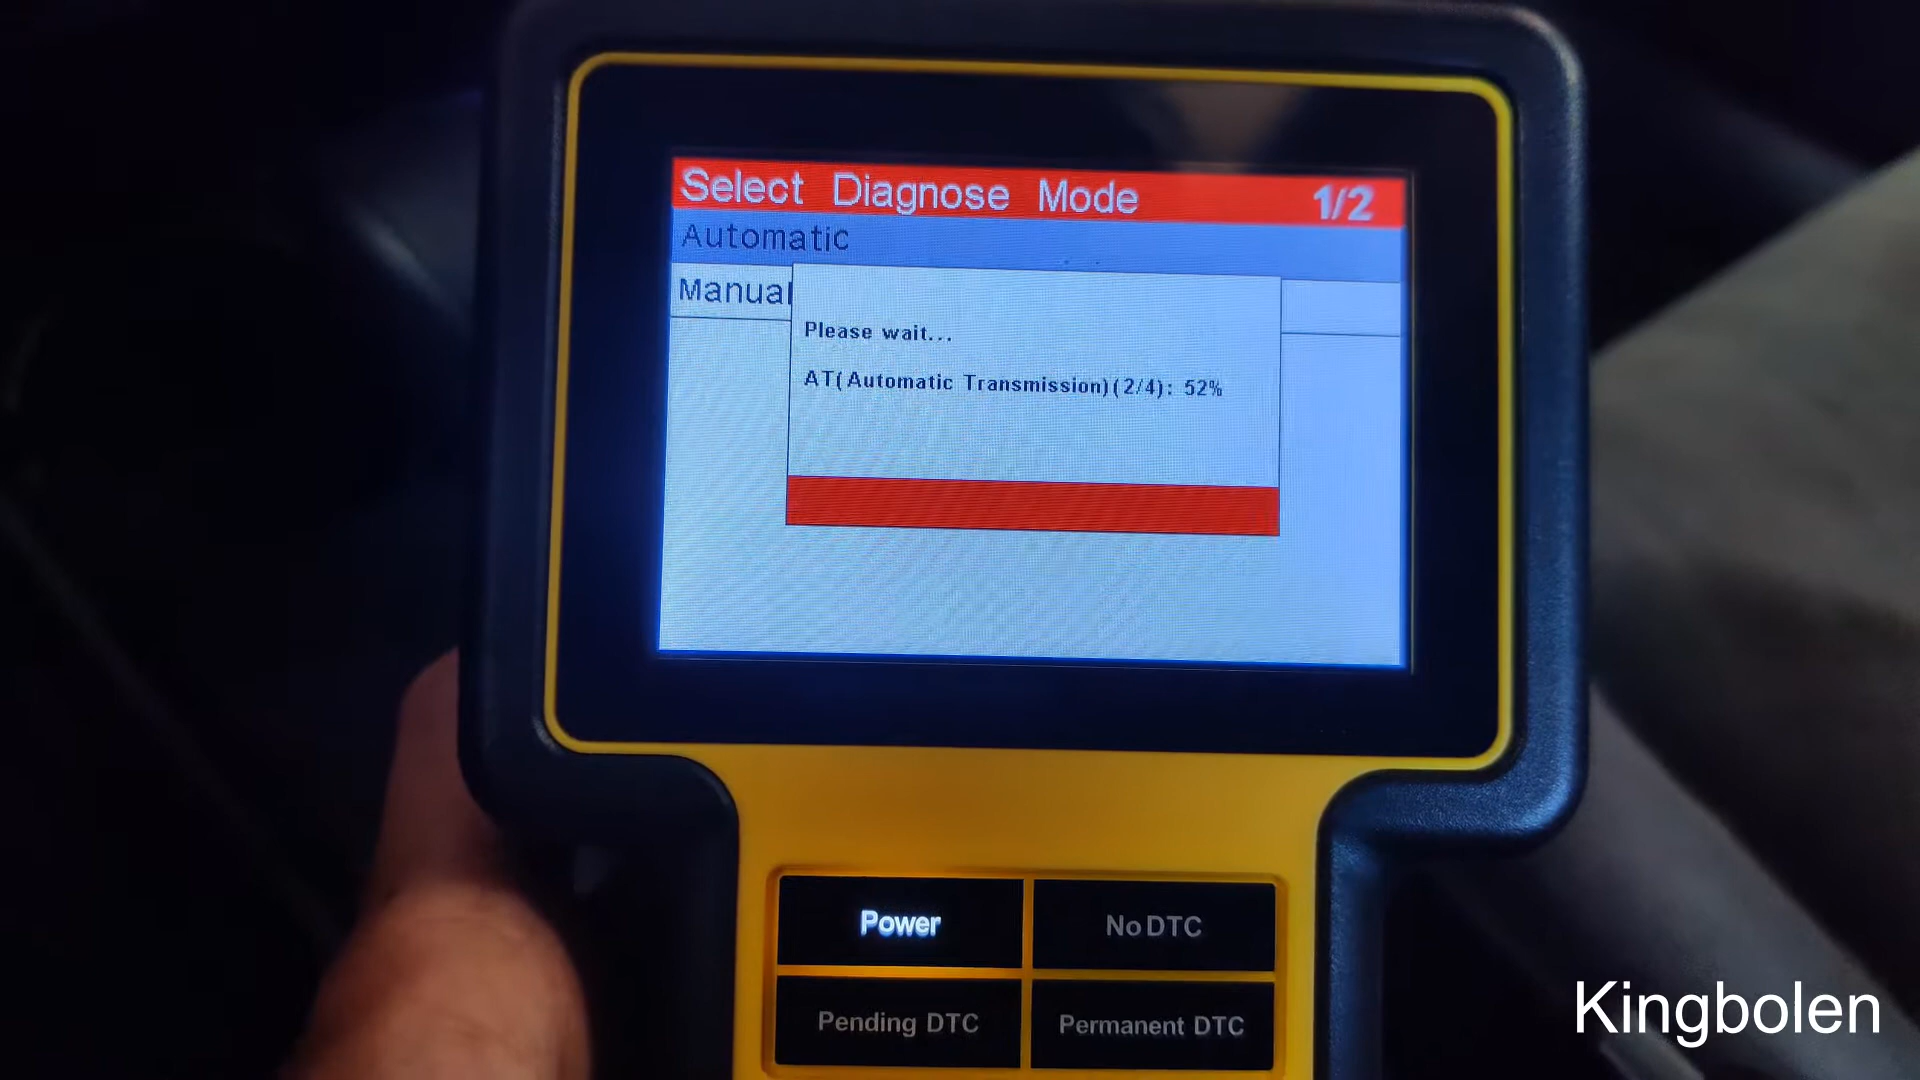 Select Diagnose Mode 1/2
Automatic
Manual
Please wait...
AT(Automatic Transmission)(2/4): 52%
Power
No DTC
Pending DTC
Permanent DTC
Kingbolen